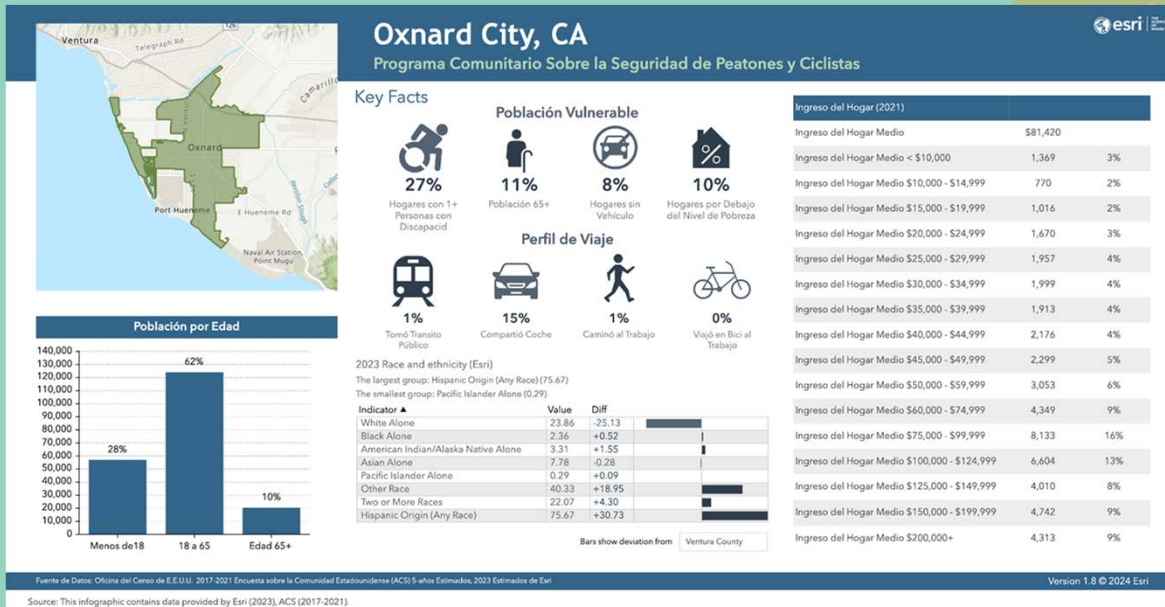 Oxnard City, CA
Programa Comunitario Sobre la Seguridad de Peatones y Ciclistas
esri
Ventura
Telegraph Rd
126
Camarillo
Oxnard
Port Hueneme
E Hueneme Rd
Revolon Slough
Naval Air Station,
Point Mugu
Población por Edad
140,000
130,000
120,000
110,000
100,000
90,000
80,000
70,000
60,000
50,000
40,000
30,000
20,000
10,000
0
28%
62%
10%
Menos de18
18 a 65
Edad 65+
Key Facts
Población Vulnerable
27%
Hogares con 1+
Personas con
Discapacid
11%
Población 65+
8%
Hogares sin
Vehículo
%
10%
Hogares por Debajo
del Nivel de Pobreza
Perfil de Viaje
1%
Tomó Transito
Público
15%
Compartió Coche
1%
Caminó al Trabajo
0%
Viajó en Bici al
Trabajo
2023 Race and ethnicity (Esri)
The largest group: Hispanic Origin (Any Race) (75.67)
The smallest group: Pacific Islander Alone (0.29)
Indicator ▲ Value Diff
White Alone 23.86 -25.13
Black Alone 2.36 +0.52
American Indian/Alaska Native Alone 3.31 +1.55
Asian Alone 7.78 -0.28
Pacific Islander Alone 0.29 +0.09
Other Race 40.33 +18.95
Two or More Races 22.07 +4.30
Hispanic Origin (Any Race) 75.67 +30.73
Bars show deviation from Ventura County
Ingreso del Hogar (2021)
Ingreso del Hogar Medio $81,420
Ingreso del Hogar Medio < $10,000 1,369 3%
Ingreso del Hogar Medio $10,000 - $14,999 770 2%
Ingreso del Hogar Medio $15,000 - $19,999 1,016 2%
Ingreso del Hogar Medio $20,000 - $24,999 1,670 3%
Ingreso del Hogar Medio $25,000 - $29,999 1,957 4%
Ingreso del Hogar Medio $30,000 - $34,999 1,999 4%
Ingreso del Hogar Medio $35,000 - $39,999 1,913 4%
Ingreso del Hogar Medio $40,000 - $44,999 2,176 4%
Ingreso del Hogar Medio $45,000 - $49,999 2,299 5%
Ingreso del Hogar Medio $50,000 - $59,999 3,053 6%
Ingreso del Hogar Medio $60,000 - $74,999 4,349 9%
Ingreso del Hogar Medio $75,000 - $99,999 8,133 16%
Ingreso del Hogar Medio $100,000 - $124,999 6,604 13%
Ingreso del Hogar Medio $125,000 - $149,999 4,010 8%
Ingreso del Hogar Medio $150,000 - $199,999 4,742 9%
Ingreso del Hogar Medio $200,000+ 4,313 9%
Fuente de Datos: Oficina del Censo de E.E.U.U. 2017-2021 Encuesta sobre la Comunidad Estadounidense (ACS) 5-años Estimados, 2023 Estimados de Esri
Version 1.8 © 2024 Esri
Source: This infographic contains data provided by Esri (2023), ACS (2017-2021).